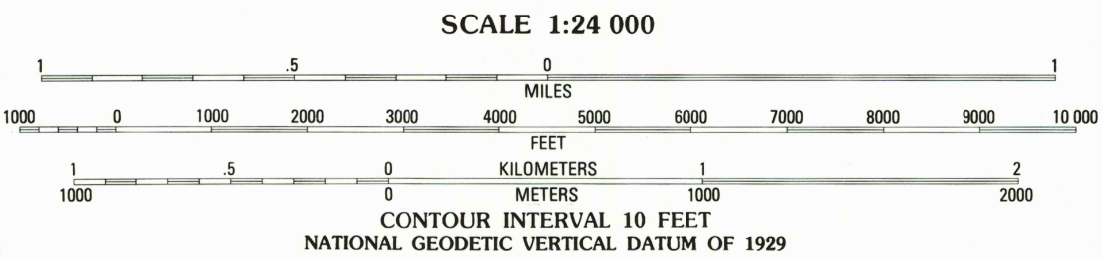 SCALE 1:24 000
1 .5 0 1
MILES
1000 0 1000 2000 3000 4000 5000 6000 7000 8000 9000 10 000
FEET
1 .5 0 KILOMETERS 1 2
1000 0 METERS 1000 2000
CONTOUR INTERVAL 10 FEET
NATIONAL GEODETIC VERTICAL DATUM OF 1929